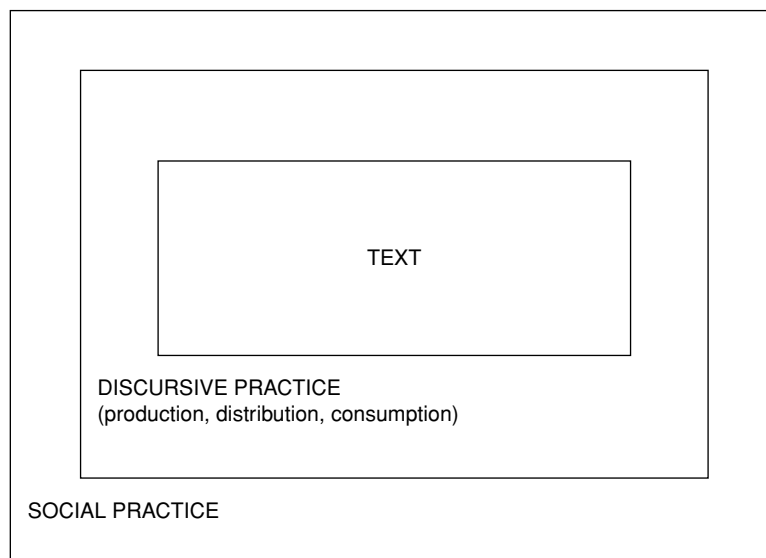 TEXT
DISCURSIVE PRACTICE
(production, distribution, consumption)
SOCIAL PRACTICE